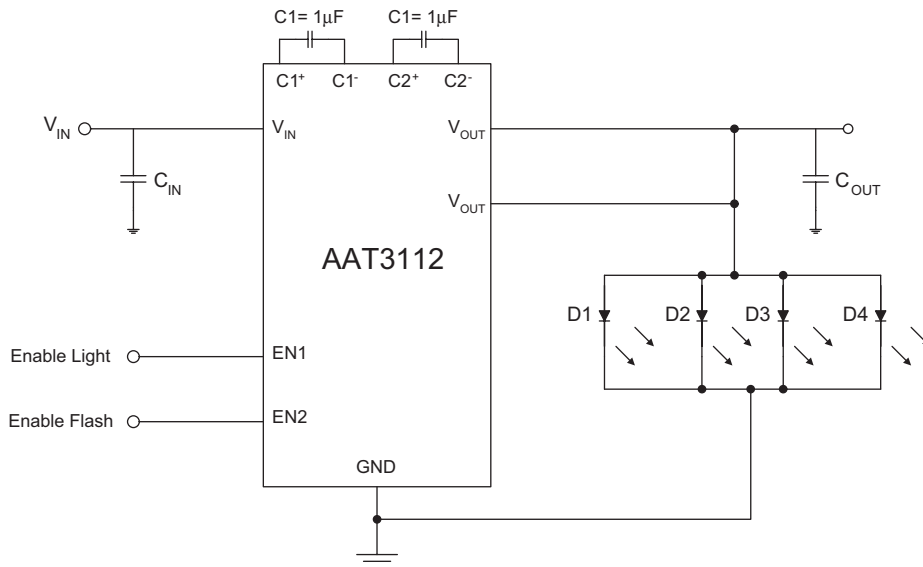 C1= 1μF C1= 1μF
C1+ C1- C2+ C2-
VIN VIN VOUT
CIN COUT
VOUT
AAT3112
D1 D2 D3 D4
Enable Light EN1
Enable Flash EN2
GND